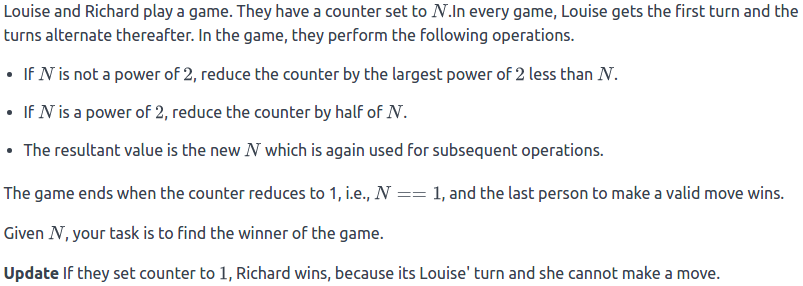 Louise and Richard play a game. They have a counter set to N.In every game, Louise gets the first turn and the
turns alternate thereafter. In the game, they perform the following operations.
• If N is not a power of 2, reduce the counter by the largest power of 2 less than N.
• If N is a power of 2, reduce the counter by half of N.
• The resultant value is the new N which is again used for subsequent operations.
The game ends when the counter reduces to 1, i.e., N == 1, and the last person to make a valid move wins.
Given N, your task is to find the winner of the game.
Update If they set counter to 1, Richard wins, because its Louise' turn and she cannot make a move.